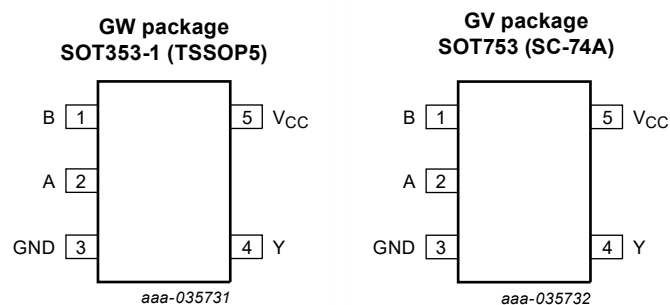 GW package
SOT353-1 (TSSOP5)
B 1
5 VCC
A 2
GND 3
4 Y
aaa-035731
GV package
SOT753 (SC-74A)
B 1
5 VCC
A 2
GND 3
4 Y
aaa-035732